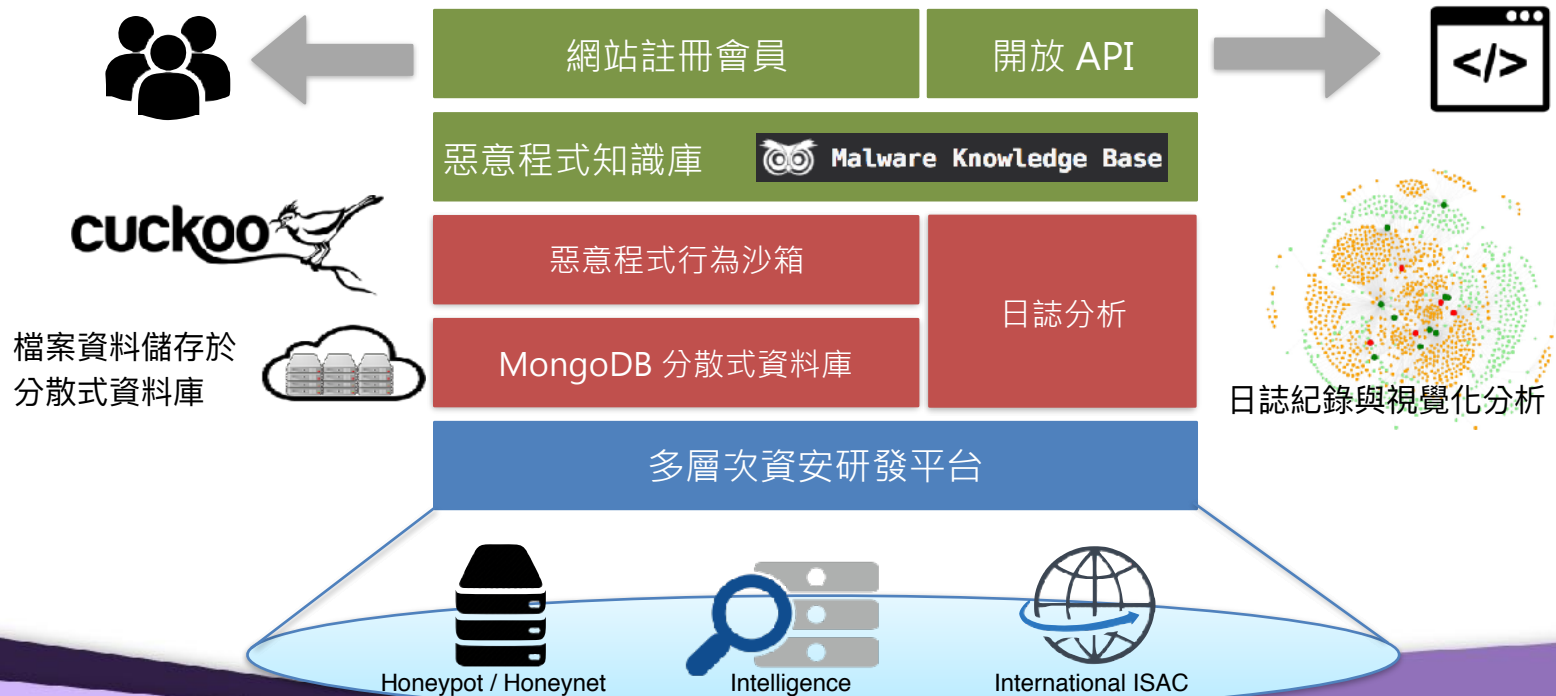 網站註冊會員
開放 API
</>
惡意程式知識庫
Malware Knowledge Base
cuckoo
惡意程式行為沙箱
日誌分析
檔案資料儲存於
分散式資料庫
MongoDB 分散式資料庫
日誌紀錄與視覺化分析
多層次資安研發平台
Honeypot / Honeynet
Intelligence
International ISAC